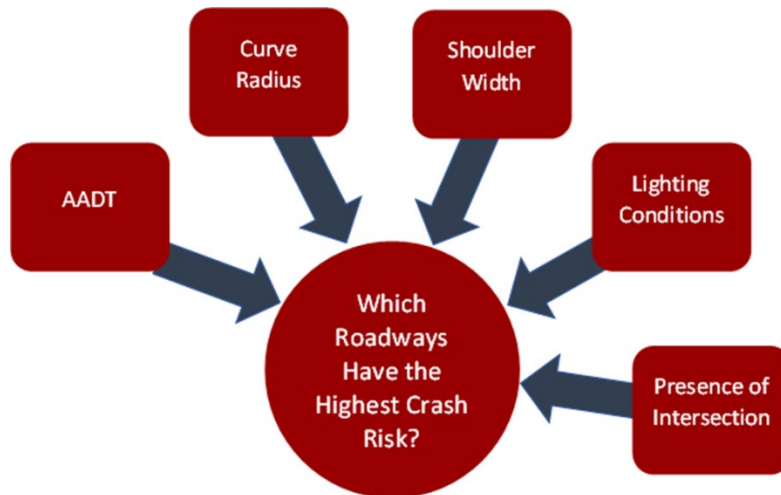 AADT
Curve
Radius
Shoulder
Width
Lighting
Conditions
Presence of
Intersection
Which
Roadways
Have the
Highest Crash
Risk?